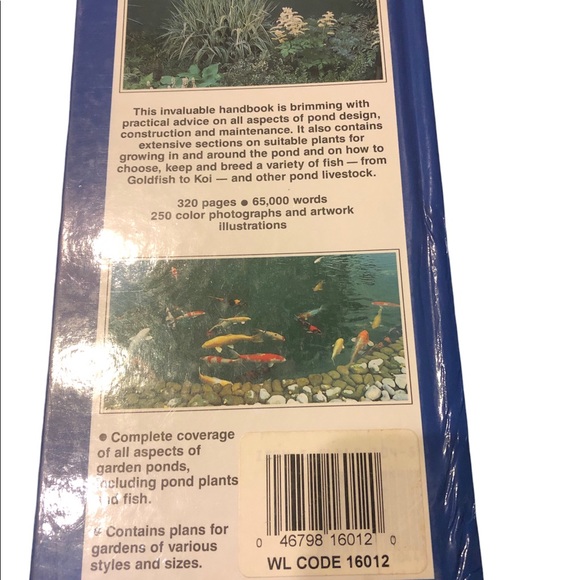 This invaluable handbook is brimming with
practical advice on all aspects of pond design,
construction and maintenance. It also contains
extensive sections on suitable plants for
growing in and around the pond and on how to
choose, keep and breed a variety of fish — from
Goldfish to Koi — and other pond livestock.
320 pages ● 65,000 words
250 color photographs and artwork
illustrations
● Complete coverage
of all aspects of
garden ponds,
including pond plants
and fish.
● Contains plans for
gardens of various
styles and sizes.
0 46798 16012 0
WL CODE 16012